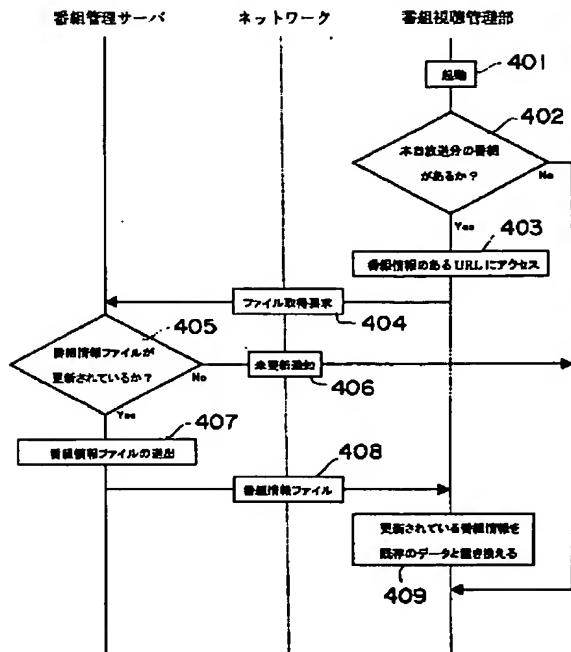 番組管理サーバ
ネットワーク
番組視聴管理部
起動
401
402
本日放送分の番組
があるか？
No
Yes
403
番組情報のあるURLにアクセス
ファイル取得要求
404
405
番組情報ファイルが
更新されているか？
No
未更新通知
406
Yes
407
番組情報ファイルの送出
408
番組情報ファイル
更新されている番組情報を
既存のデータと置き換える
409